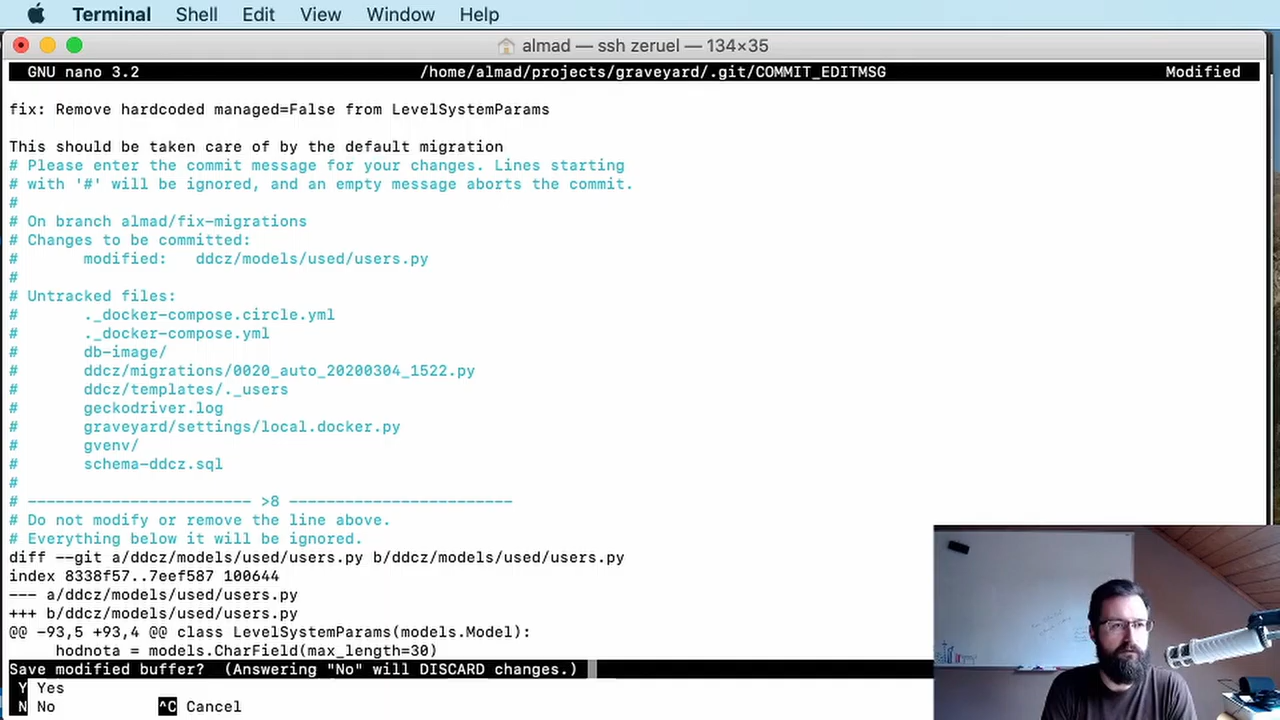 Terminal Shell Edit View Window Help
almad — ssh zeruel — 134×35
GNU nano 3.2 /home/almad/projects/graveyard/.git/COMMIT_EDITMSG Modified
fix: Remove hardcoded managed=False from LevelSystemParams
This should be taken care of by the default migration
# Please enter the commit message for your changes. Lines starting
# with '#' will be ignored, and an empty message aborts the commit.
#
# On branch almad/fix-migrations
# Changes to be committed:
#       modified:   ddcz/models/used/users.py
#
# Untracked files:
#       ._docker-compose.circle.yml
#       ._docker-compose.yml
#       db-image/
#       ddcz/migrations/0020_auto_20200304_1522.py
#       ddcz/templates/._users
#       geckodriver.log
#       graveyard/settings/local.docker.py
#       gvenv/
#       schema-ddcz.sql
#
# ------------------------ >8 ------------------------
# Do not modify or remove the line above.
# Everything below it will be ignored.
diff --git a/ddcz/models/used/users.py b/ddcz/models/used/users.py
index 8338f57..7eef587 100644
--- a/ddcz/models/used/users.py
+++ b/ddcz/models/used/users.py
@@ -93,5 +93,4 @@ class LevelSystemParams(models.Model):
     hodnota = models.CharField(max_length=30)
Save modified buffer?  (Answering "No" will DISCARD changes.)
Y Yes
N No ^C Cancel